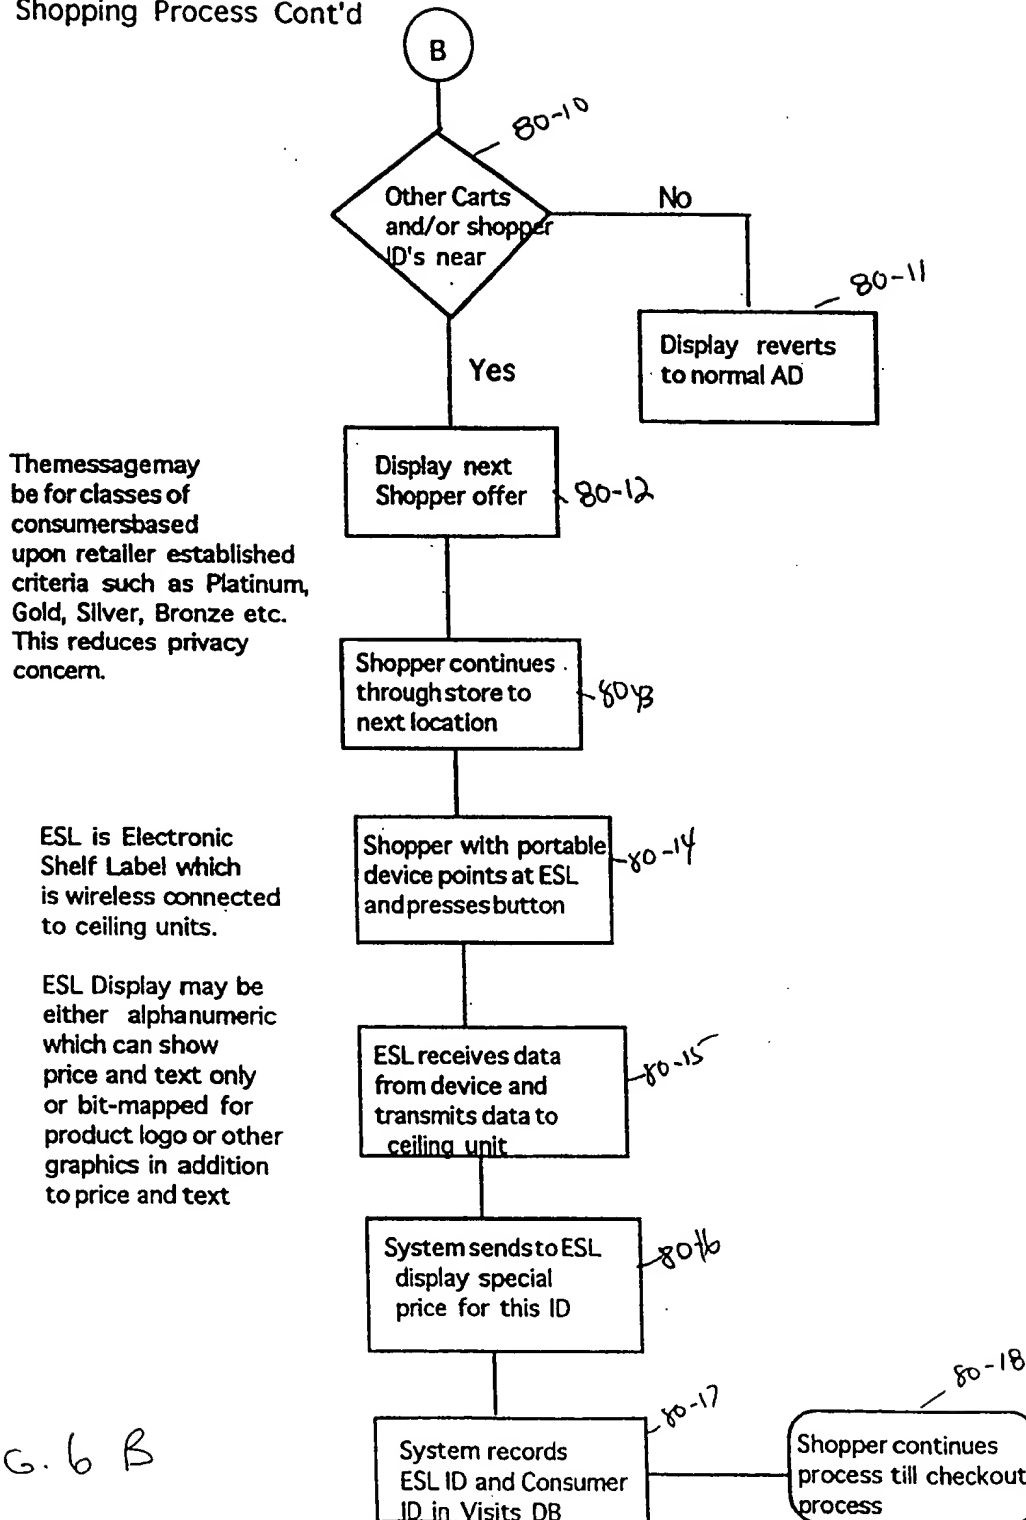 Shopping Process Cont'd
B
80-10
Other Carts
and/or shopper
ID's near
No
80-11
Display reverts
to normal AD
Yes
Display next
Shopper offer
80-12
Themessagemay
be for classes of
consumersbased
upon retailer established
criteria such as Platinum,
Gold, Silver, Bronze etc.
This reduces privacy
concern.
Shopper continues
through store to
next location
80-13
ESL is Electronic
Shelf Label which
is wireless connected
to ceiling units.
Shopper with portable
device points at ESL
and presses button
80-14
ESL Display may be
either alphanumeric
which can show
price and text only
or bit-mapped for
product logo or other
graphics in addition
to price and text
ESL receives data
from device and
transmits data to
ceiling unit
80-15
System sends to ESL
display special
price for this ID
80-16
System records
ESL ID and Consumer
ID in Visits DB
80-17
Shopper continues
process till checkout
process
80-18
G. 6 B